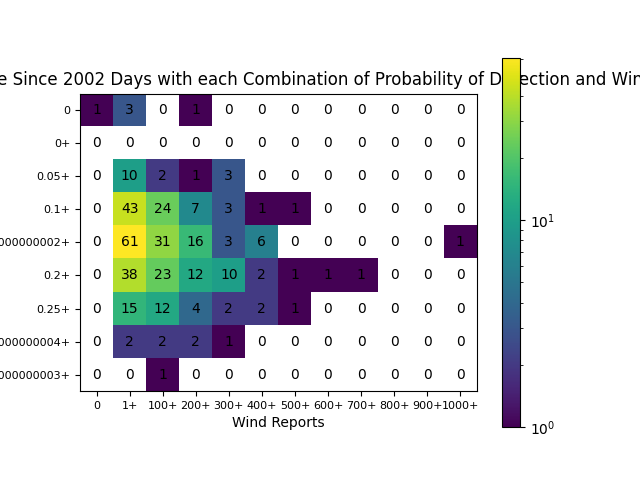 Since 2002 Days with each Combination of Probability of and
0 1 3 0 1 0 0 0 0 0 0 0 0
0+ 0 0 0 0 0 0 0 0 0 0 0 0
0.05+ 0 10 2 1 3 0 0 0 0 0 0 0
0.1+ 0 43 24 7 3 1 1 0 0 0 0 0
000000002+ 0 61 31 16 3 6 0 0 0 0 0 1
0.2+ 0 38 23 12 10 2 1 1 1 0 0 0
0.25+ 0 15 12 4 2 2 1 0 0 0 0 0
000000004+ 0 2 2 2 1 0 0 0 0 0 0 0
000000003+ 0 0 1 0 0 0 0 0 0 0 0 0
0 1+ 100+ 200+ 300+ 400+ 500+ 600+ 700+ 800+ 900+ 1000+
Wind Reports
10¹
10⁰